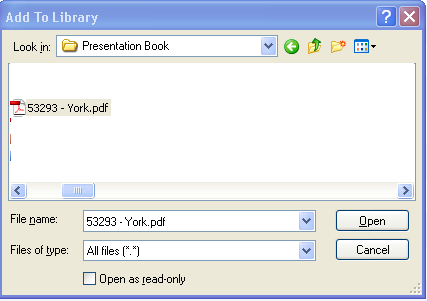 Add To Library
Look in: Presentation Book
53293 - York.pdf
File name: 53293 - York.pdf Open
Files of type: All files (*.*) Cancel
Open as read-only